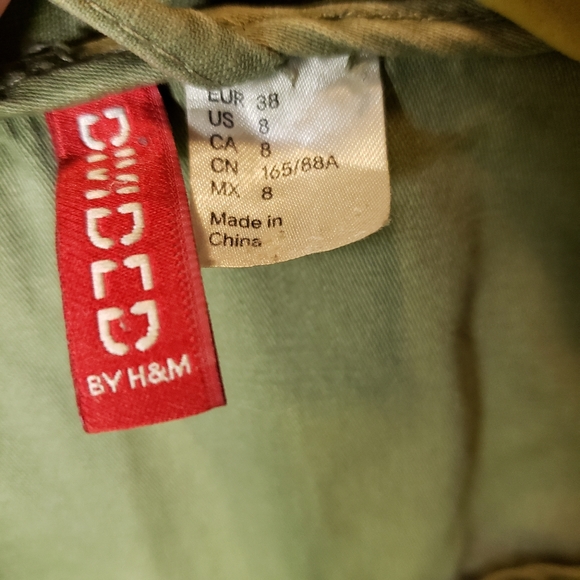 DIVIDED
BY H&M
EUR 38
US 8
CA 8
CN 165/88A
MX 8
Made in
China